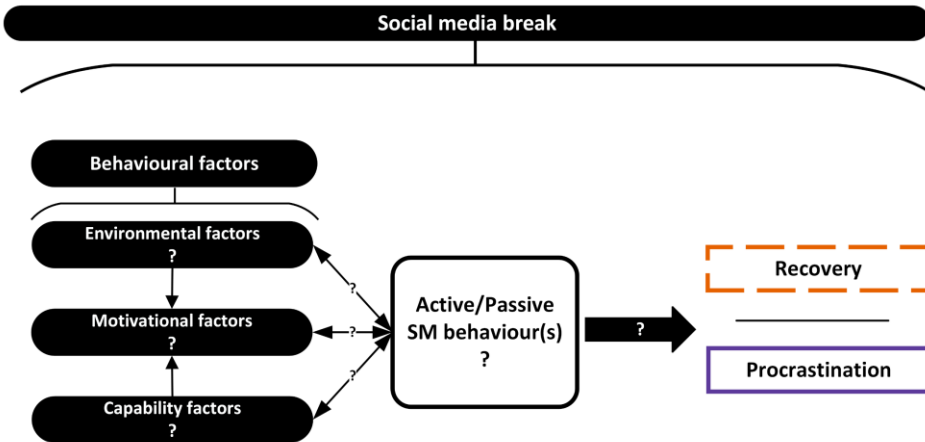 Social media break
Behavioural factors
Environmental factors
?
Motivational factors
?
Capability factors
?
?
?
?
Active/Passive
SM behaviour(s)
?
?
Recovery
Procrastination